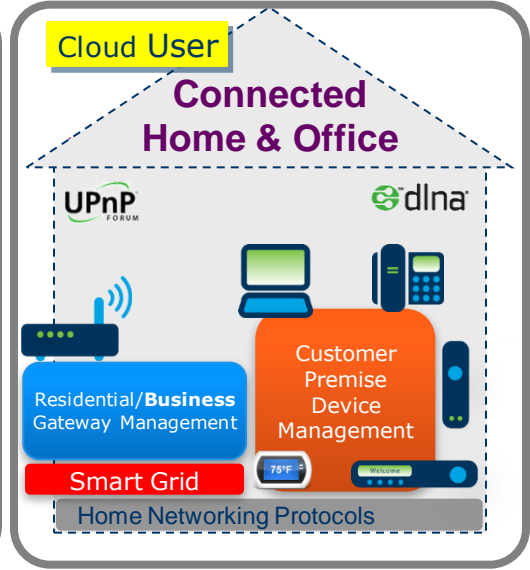 Cloud User
Connected
Home & Office
UPnP
FORUM
dlna
Customer
Premise
Device
Management
Residential/Business
Gateway Management
75°F
Welcome
Smart Grid
Home Networking Protocols